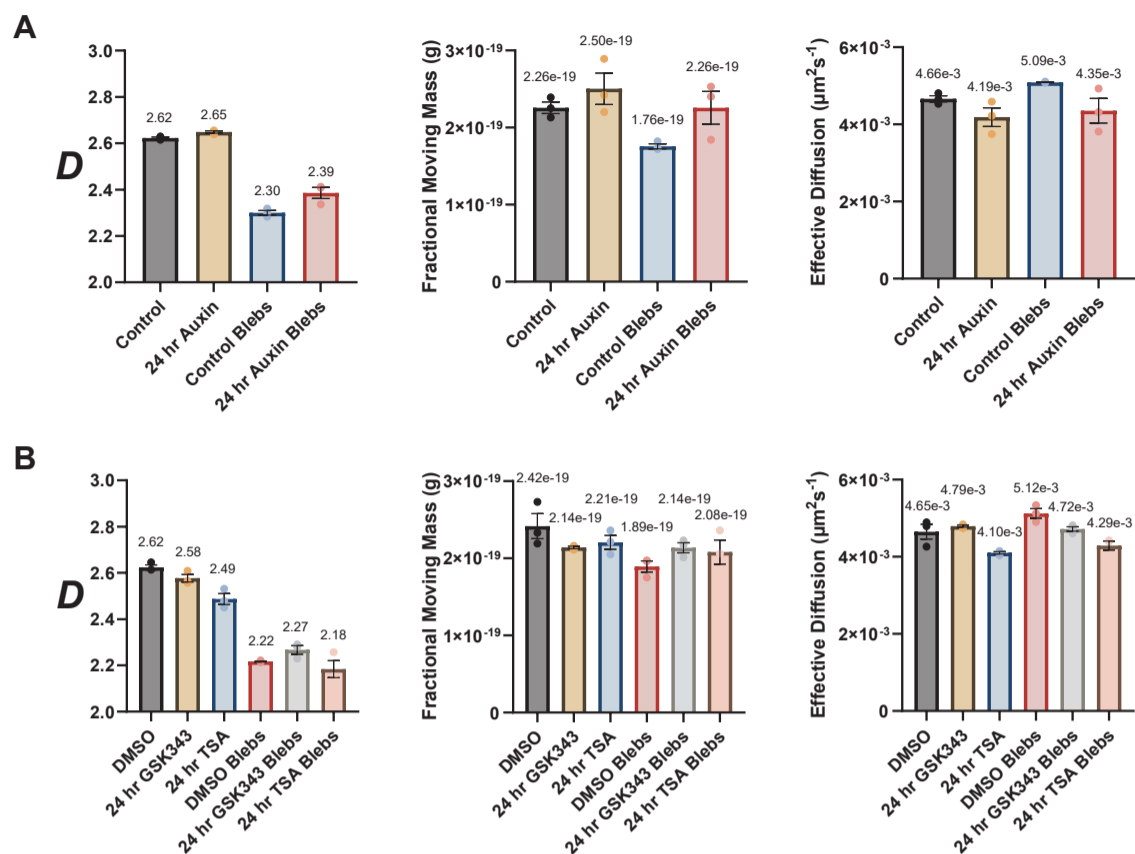 A
D
3.0
2.8
2.6
2.4
2.2
2.0
2.62
2.65
2.30
2.39
Control
24 hr Auxin
Control Blebs
24 hr Auxin Blebs
Fractional Moving Mass (g)
3×10-19
2×10-19
1×10-19
0
2.26e-19
2.50e-19
1.76e-19
2.26e-19
Control
24 hr Auxin
Control Blebs
24 hr Auxin Blebs
Effective Diffusion (µm2s-1)
6×10-3
4×10-3
2×10-3
0
4.66e-3
4.19e-3
5.09e-3
4.35e-3
Control
24 hr Auxin
Control Blebs
24 hr Auxin Blebs
B
D
3.0
2.8
2.6
2.4
2.2
2.0
2.62
2.58
2.49
2.22
2.27
2.18
DMSO
24 hr GSK343
24 hr TSA
DMSO Blebs
24 hr GSK343 Blebs
24 hr TSA Blebs
Fractional Moving Mass (g)
3×10-19
2×10-19
1×10-19
0
2.42e-19
2.14e-19
2.21e-19
1.89e-19
2.14e-19
2.08e-19
DMSO
24 hr GSK343
24 hr TSA
DMSO Blebs
24 hr GSK343 Blebs
24 hr TSA Blebs
Effective Diffusion (µm2s-1)
6×10-3
4×10-3
2×10-3
0
4.65e-3
4.79e-3
4.10e-3
5.12e-3
4.72e-3
4.29e-3
DMSO
24 hr GSK343
24 hr TSA
DMSO Blebs
24 hr GSK343 Blebs
24 hr TSA Blebs